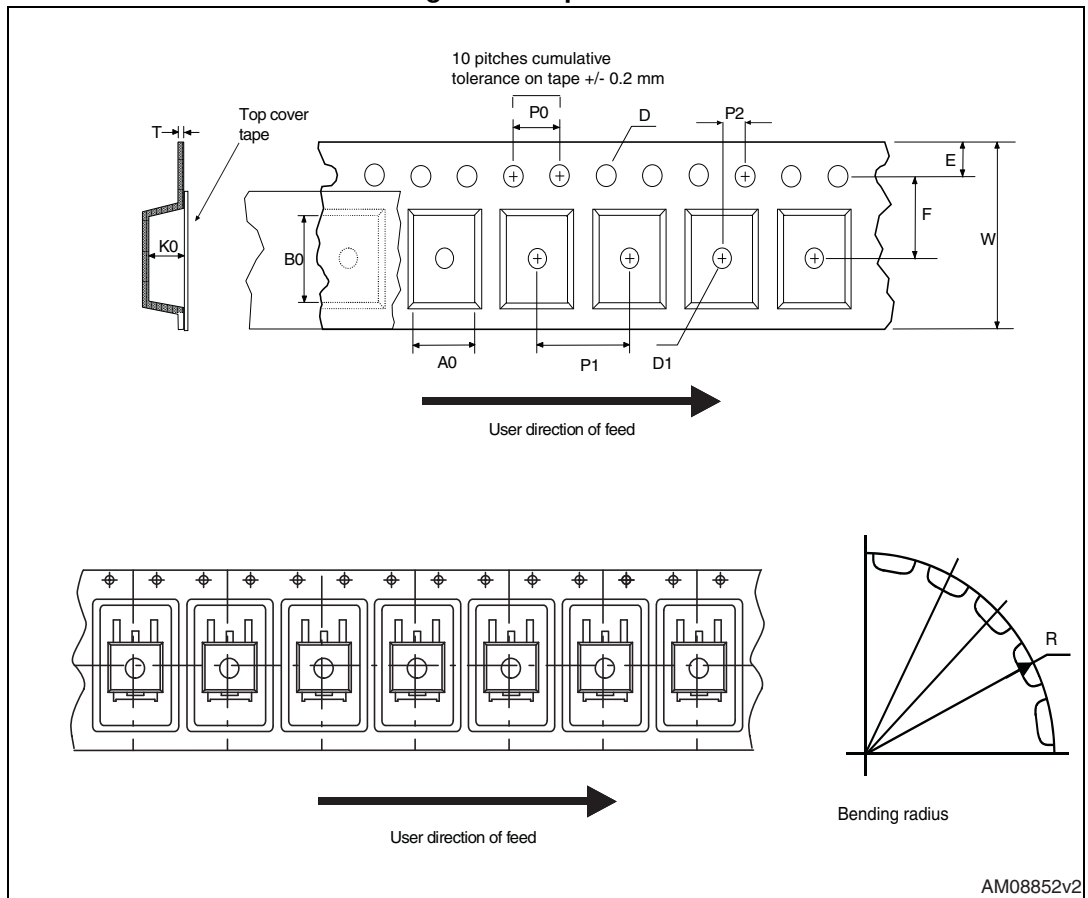 10 pitches cumulative
tolerance on tape +/- 0.2 mm
Top cover
tape
T
P0
D
P2
E
F
W
K0
B0
A0
P1
D1
User direction of feed
R
Bending radius
User direction of feed
AM08852v2